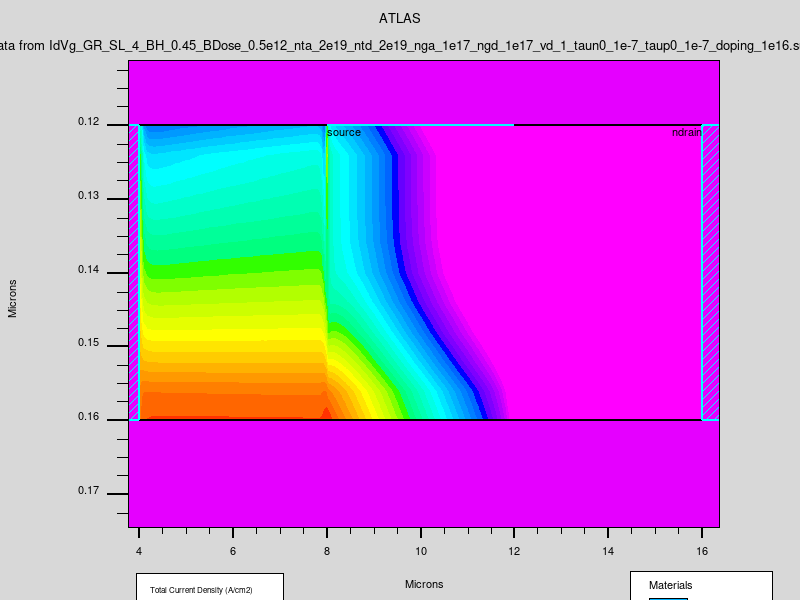 ATLAS
ata from IdVg_GR_SL_4_BH_0.45_BDose_0.5e12_nta_2e19_ntd_2e19_nga_1e17_ngd_1e17_vd_1_taun0_1e-7_taup0_1e-7_doping_1e16.s
0.12
source
ndrain
0.13
0.14
Microns
0.15
0.16
0.17
4 6 8 10 12 14 16
Microns
Total Current Density (A/cm2)
Materials